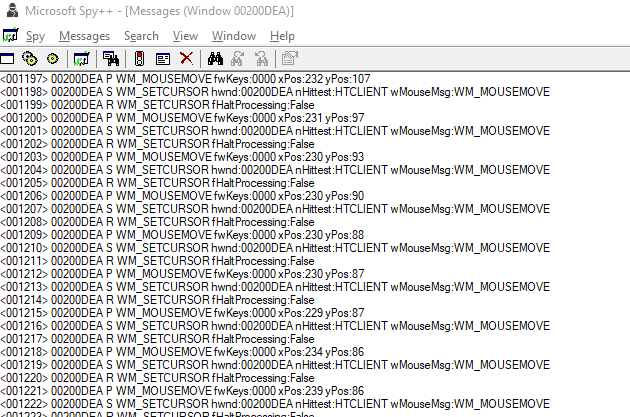 Microsoft Spy++ - [Messages (Window 00200DEA)]
Spy Messages Search View Window Help
<001197> 00200DEA P WM_MOUSEMOVE fwKeys:0000 xPos:232 yPos:107
<001198> 00200DEA S WM_SETCURSOR hwnd:00200DEA nHittest:HTCLIENT wMouseMsg:WM_MOUSEMOVE
<001199> 00200DEA R WM_SETCURSOR fHaltProcessing:False
<001200> 00200DEA P WM_MOUSEMOVE fwKeys:0000 xPos:231 yPos:97
<001201> 00200DEA S WM_SETCURSOR hwnd:00200DEA nHittest:HTCLIENT wMouseMsg:WM_MOUSEMOVE
<001202> 00200DEA R WM_SETCURSOR fHaltProcessing:False
<001203> 00200DEA P WM_MOUSEMOVE fwKeys:0000 xPos:230 yPos:93
<001204> 00200DEA S WM_SETCURSOR hwnd:00200DEA nHittest:HTCLIENT wMouseMsg:WM_MOUSEMOVE
<001205> 00200DEA R WM_SETCURSOR fHaltProcessing:False
<001206> 00200DEA P WM_MOUSEMOVE fwKeys:0000 xPos:230 yPos:90
<001207> 00200DEA S WM_SETCURSOR hwnd:00200DEA nHittest:HTCLIENT wMouseMsg:WM_MOUSEMOVE
<001208> 00200DEA R WM_SETCURSOR fHaltProcessing:False
<001209> 00200DEA P WM_MOUSEMOVE fwKeys:0000 xPos:230 yPos:88
<001210> 00200DEA S WM_SETCURSOR hwnd:00200DEA nHittest:HTCLIENT wMouseMsg:WM_MOUSEMOVE
<001211> 00200DEA R WM_SETCURSOR fHaltProcessing:False
<001212> 00200DEA P WM_MOUSEMOVE fwKeys:0000 xPos:230 yPos:87
<001213> 00200DEA S WM_SETCURSOR hwnd:00200DEA nHittest:HTCLIENT wMouseMsg:WM_MOUSEMOVE
<001214> 00200DEA R WM_SETCURSOR fHaltProcessing:False
<001215> 00200DEA P WM_MOUSEMOVE fwKeys:0000 xPos:229 yPos:87
<001216> 00200DEA S WM_SETCURSOR hwnd:00200DEA nHittest:HTCLIENT wMouseMsg:WM_MOUSEMOVE
<001217> 00200DEA R WM_SETCURSOR fHaltProcessing:False
<001218> 00200DEA P WM_MOUSEMOVE fwKeys:0000 xPos:234 yPos:86
<001219> 00200DEA S WM_SETCURSOR hwnd:00200DEA nHittest:HTCLIENT wMouseMsg:WM_MOUSEMOVE
<001220> 00200DEA R WM_SETCURSOR fHaltProcessing:False
<001221> 00200DEA P WM_MOUSEMOVE fwKeys:0000 xPos:239 yPos:86
<001222> 00200DEA S WM_SETCURSOR hwnd:00200DEA nHittest:HTCLIENT wMouseMsg:WM_MOUSEMOVE